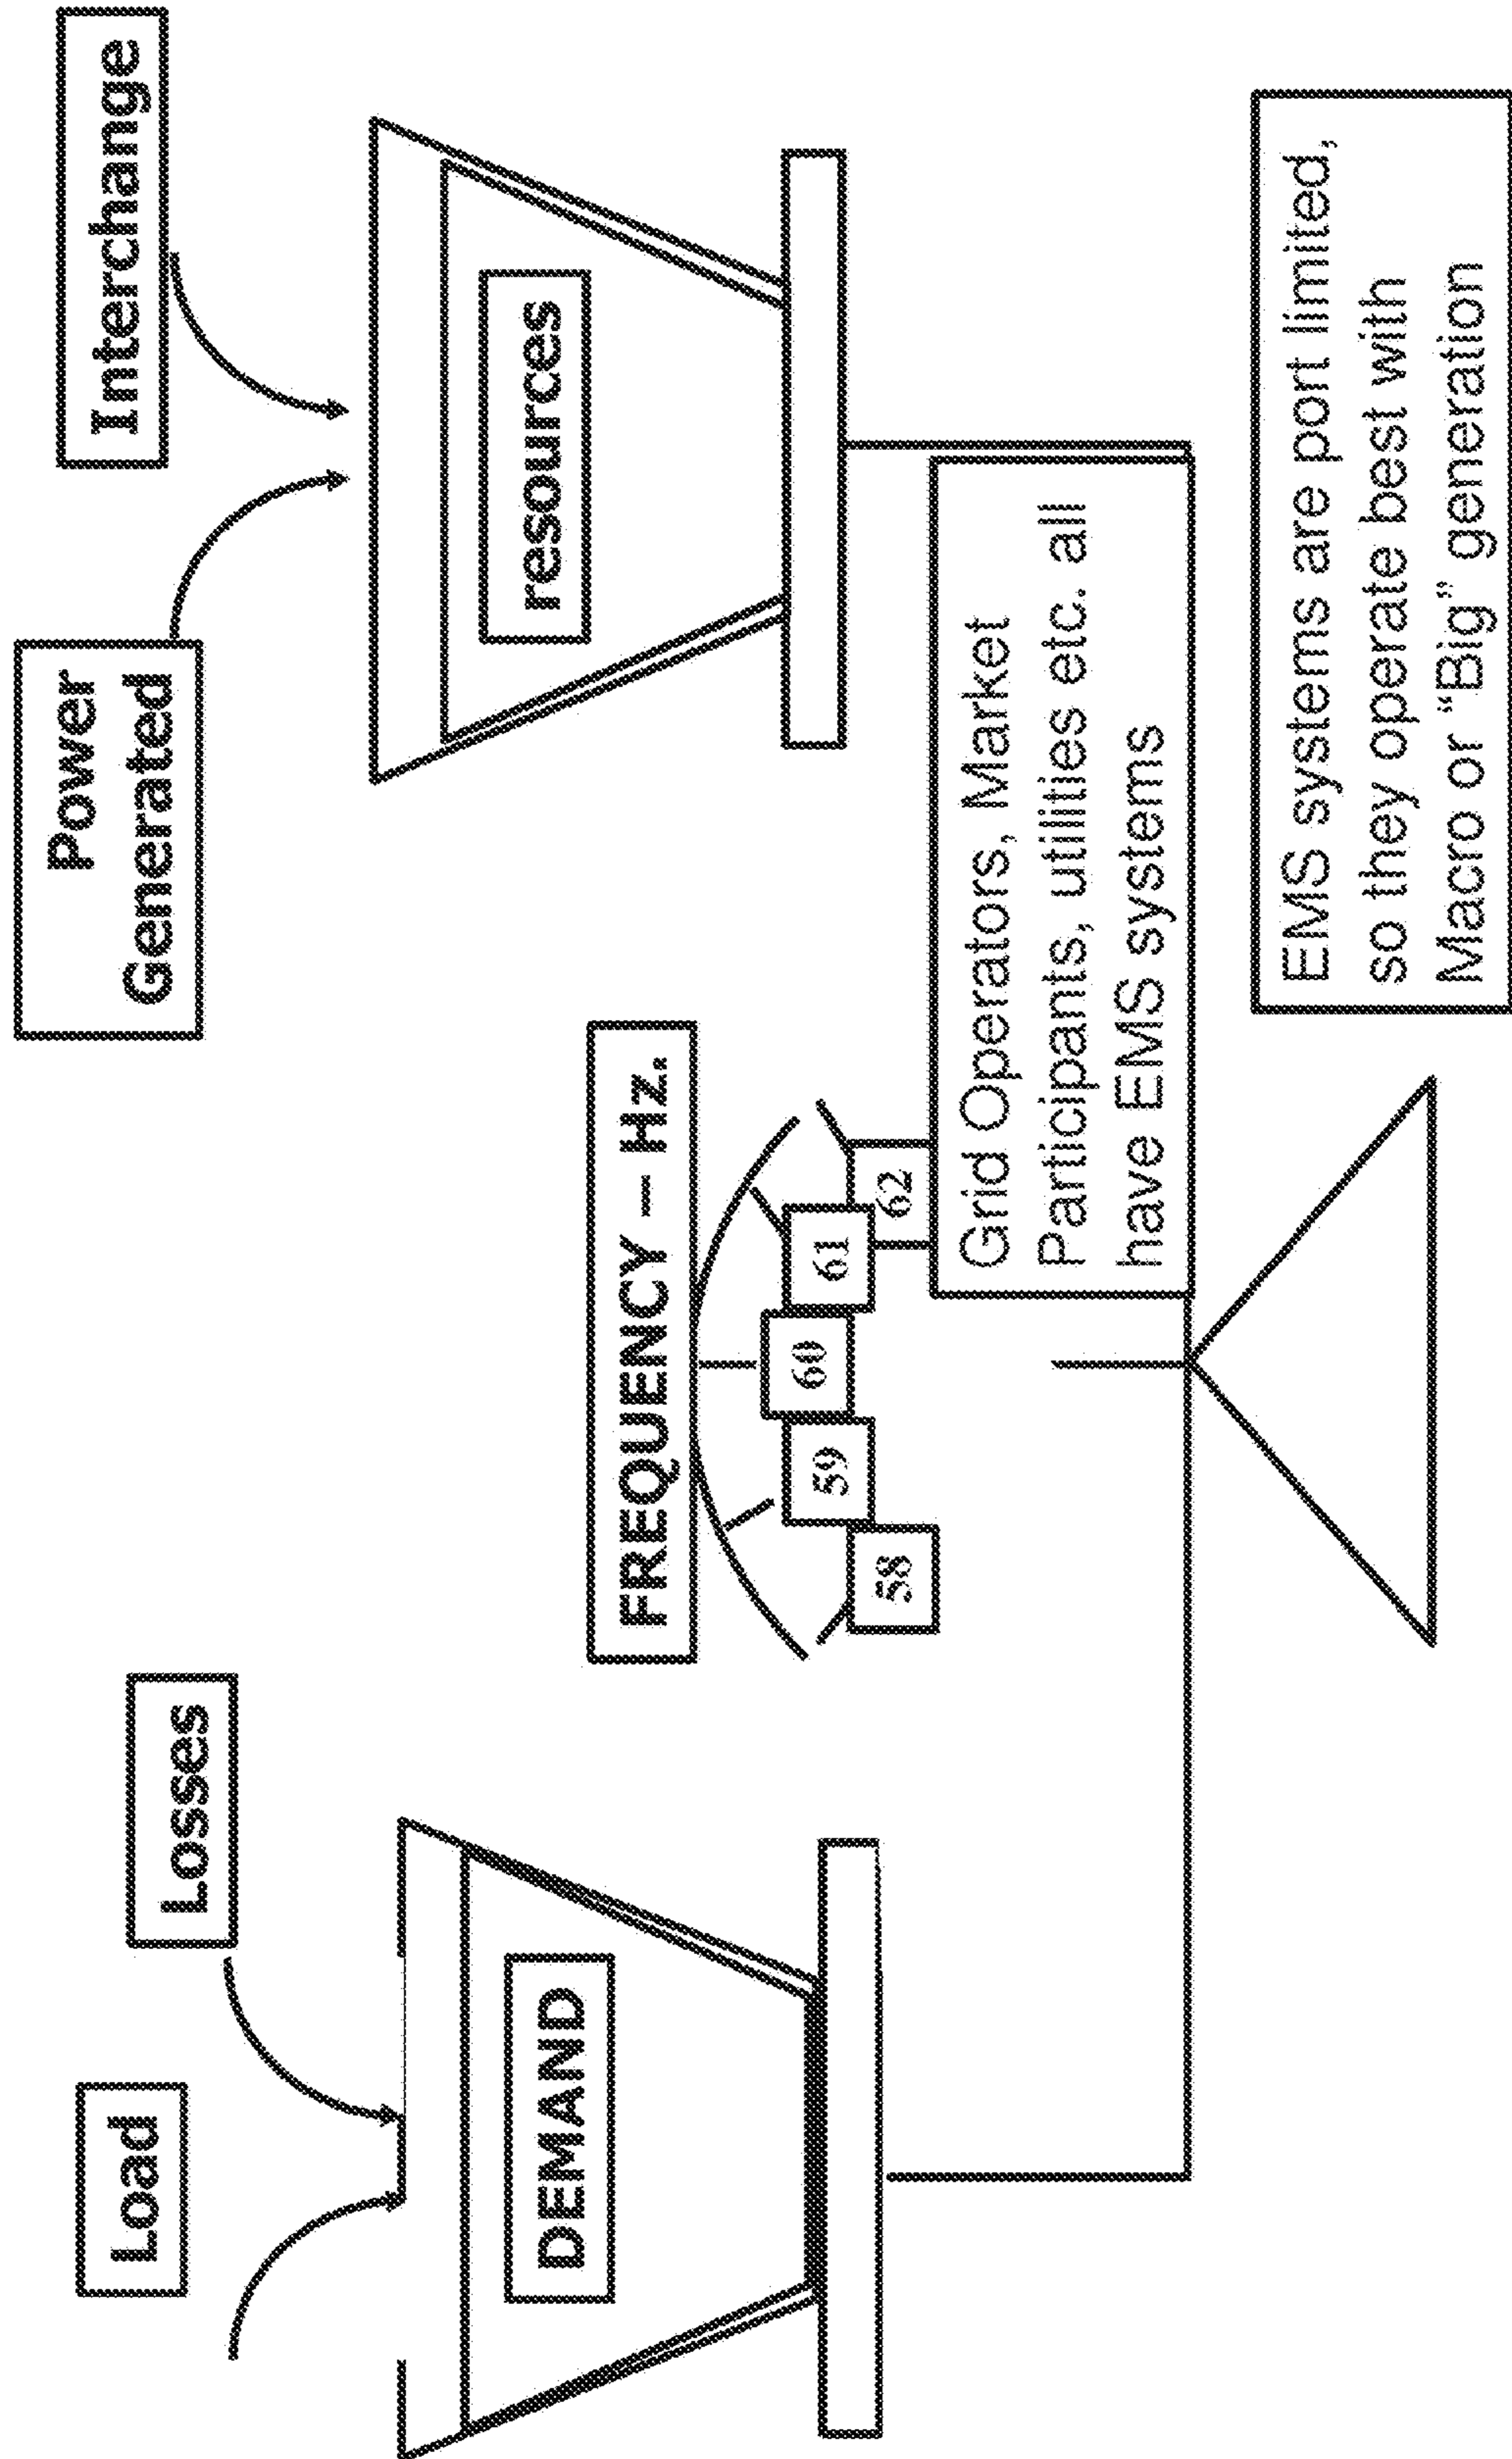 Load
Losses
DEMAND
FREQUENCY – Hz.
58
59
60
61
62
Power
Generated
Interchange
resources
Grid Operators, Market
Participants, utilities etc. all
have EMS systems
EMS systems are port limited,
so they operate best with
Macro or “Big” generation